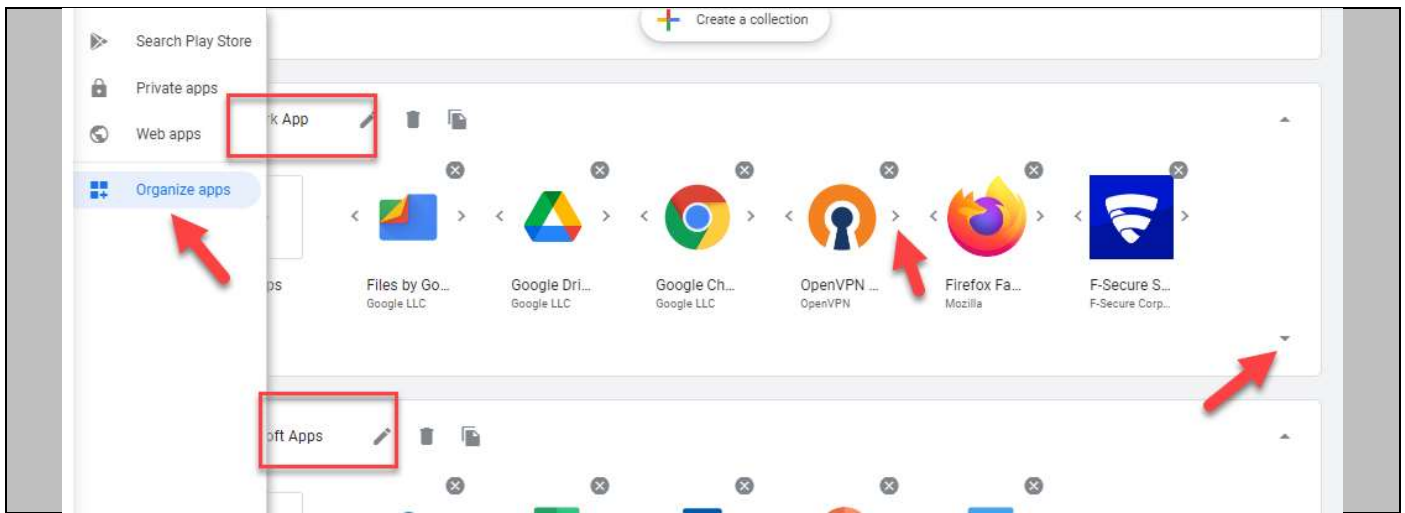 Create a collection
Search Play Store
Private apps
Web apps
Organize apps
rk App
ps
Files by Go...
Google Dri...
Google Ch...
OpenVPN ...
Firefox Fa...
F-Secure S...
Google LLC
Google LLC
Google LLC
OpenVPN
Mozilla
F-Secure Corp...
oft Apps